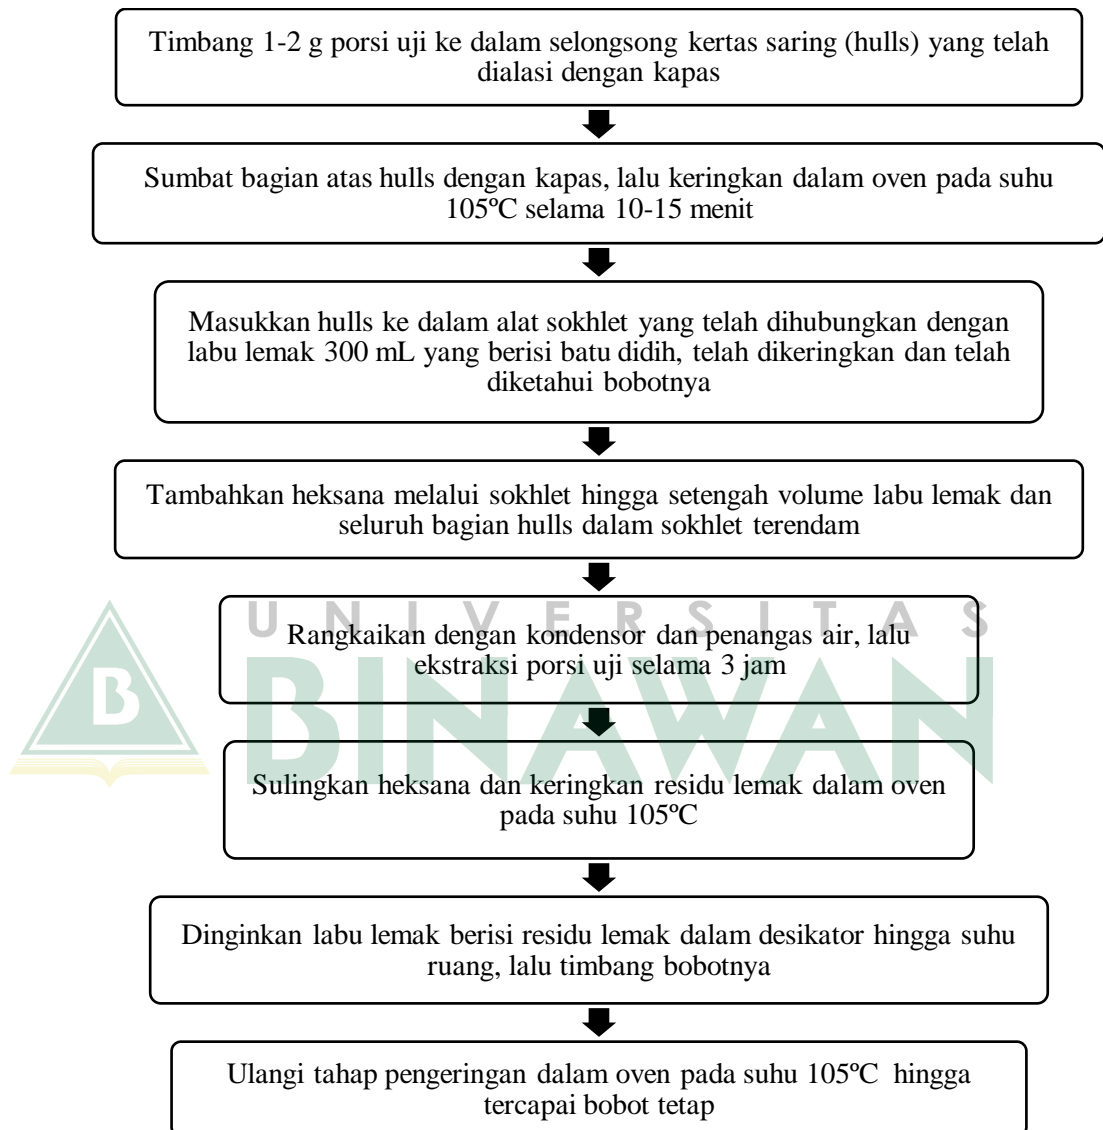 Timbang 1-2 g porsi uji ke dalam selongsong kertas saring (hulls) yang telah
dialasi dengan kapas
Sumbat bagian atas hulls dengan kapas, lalu keringkan dalam oven pada suhu
105ºC selama 10-15 menit
Masukkan hulls ke dalam alat sokhlet yang telah dihubungkan dengan
labu lemak 300 mL yang berisi batu didih, telah dikeringkan dan telah
diketahui bobotnya
Tambahkan heksana melalui sokhlet hingga setengah volume labu lemak dan
seluruh bagian hulls dalam sokhlet terendam
UNIVERSITAS
Rangkaikan dengan kondensor dan penangas air, lalu
ekstraksi porsi uji selama 3 jam
B BINAWAN
Sulingkan heksana dan keringkan residu lemak dalam oven
pada suhu 105ºC
Dinginkan labu lemak berisi residu lemak dalam desikator hingga suhu
ruang, lalu timbang bobotnya
Ulangi tahap pengeringan dalam oven pada suhu 105ºC hingga
tercapai bobot tetap